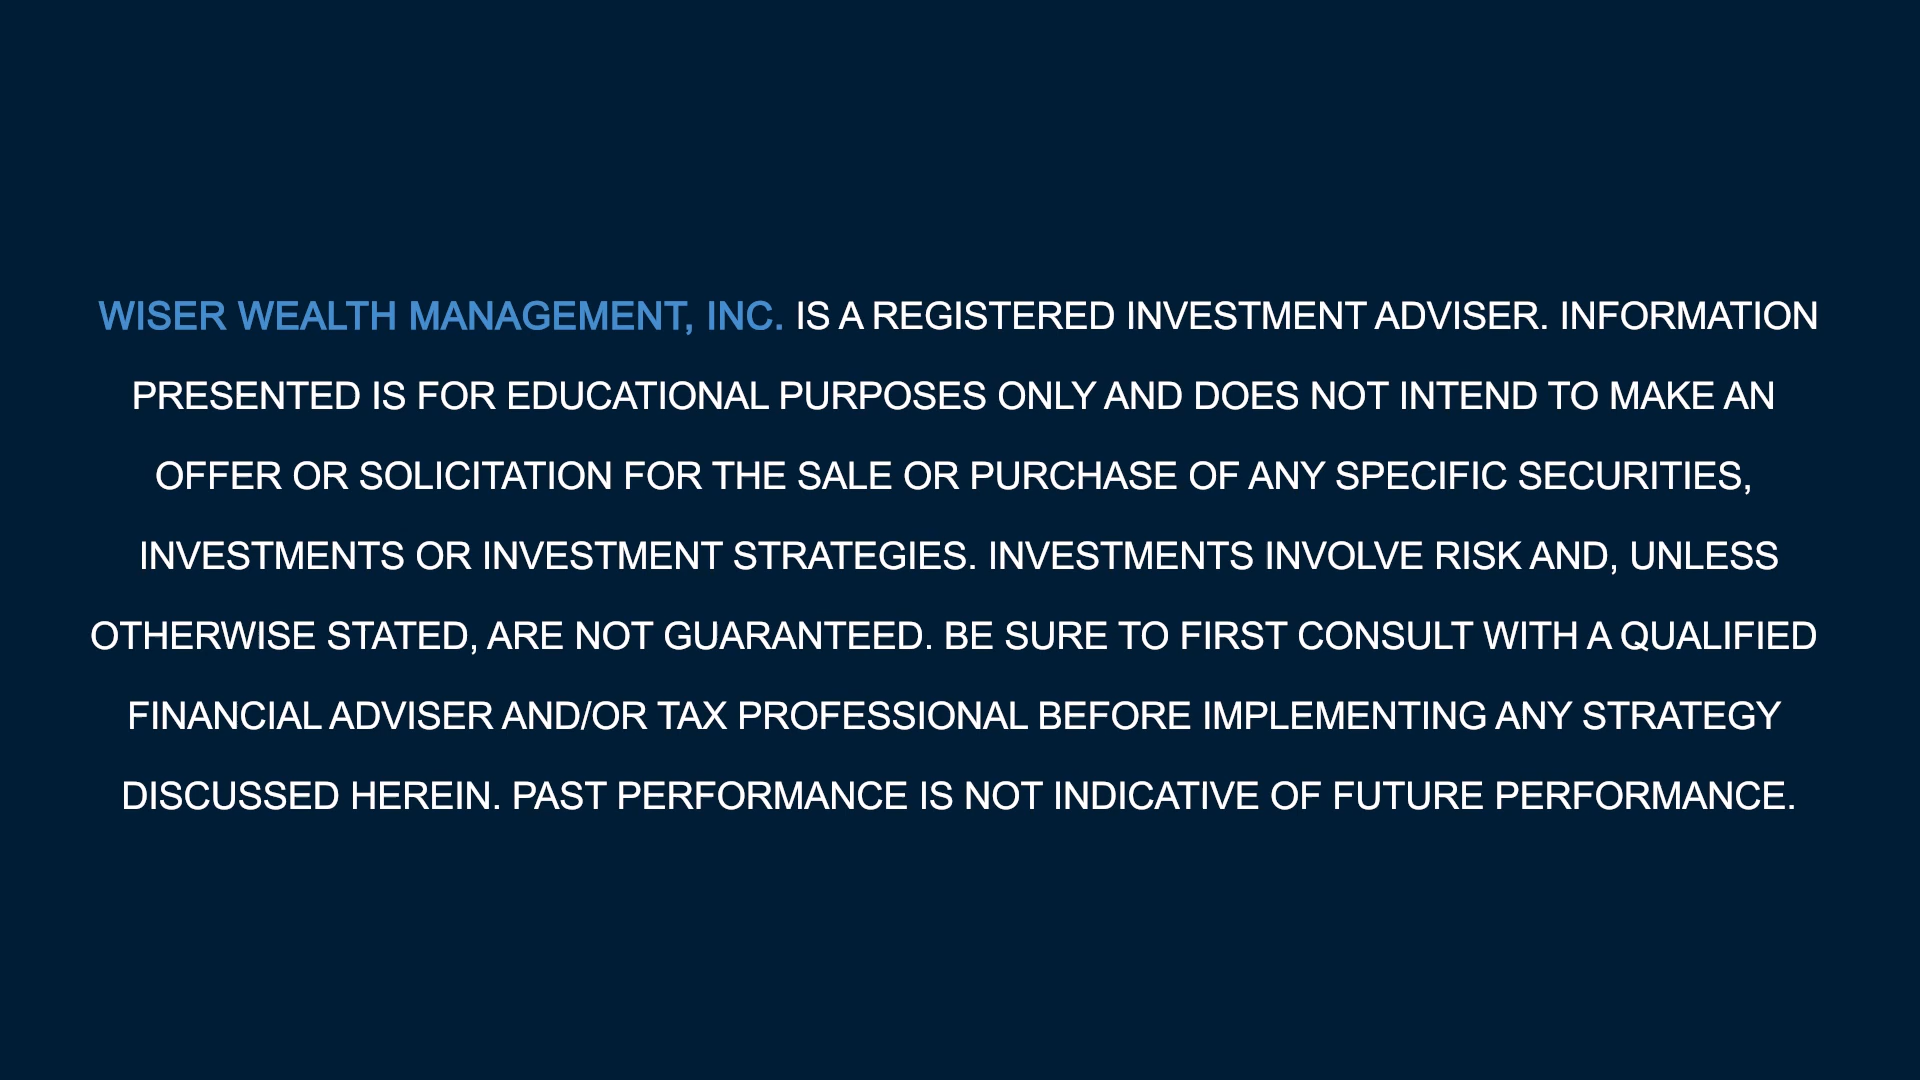 WISER WEALTH MANAGEMENT, INC. IS A REGISTERED INVESTMENT ADVISER. INFORMATION
PRESENTED IS FOR EDUCATIONAL PURPOSES ONLY AND DOES NOT INTEND TO MAKE AN
OFFER OR SOLICITATION FOR THE SALE OR PURCHASE OF ANY SPECIFIC SECURITIES,
INVESTMENTS OR INVESTMENT STRATEGIES. INVESTMENTS INVOLVE RISK AND, UNLESS
OTHERWISE STATED, ARE NOT GUARANTEED. BE SURE TO FIRST CONSULT WITH A QUALIFIED
FINANCIAL ADVISER AND/OR TAX PROFESSIONAL BEFORE IMPLEMENTING ANY STRATEGY
DISCUSSED HEREIN. PAST PERFORMANCE IS NOT INDICATIVE OF FUTURE PERFORMANCE.